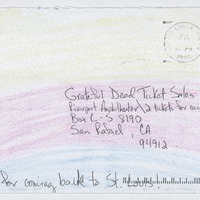 Grateful Dead Ticket Sales
Riverport Amphitheater / 2 tickets for ea
Box C-S 8190
San Rafael, CA
94912
for coming back to St. Louis!